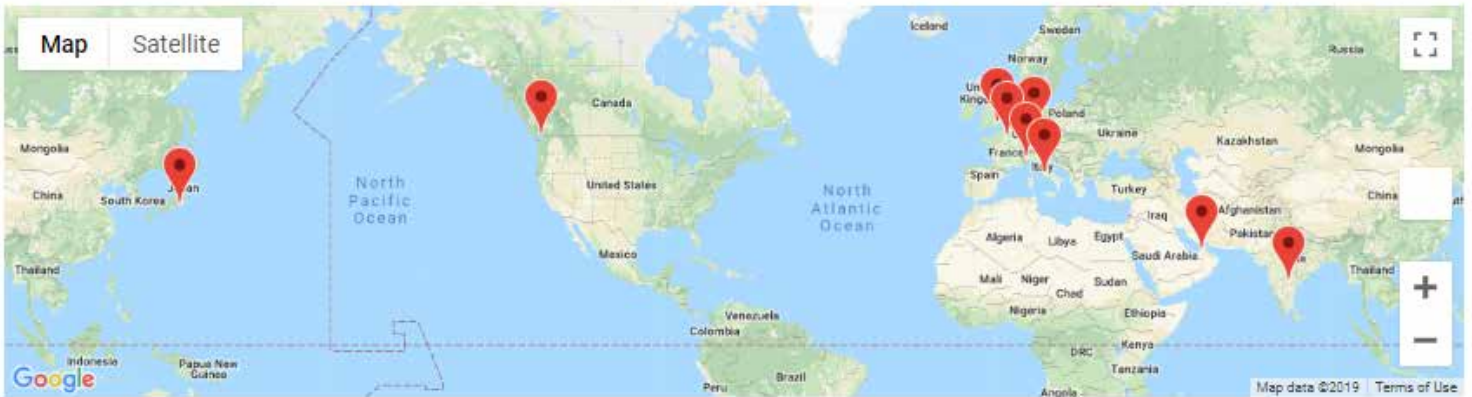 Map Satellite
Iceland
Sweden
Russia
Norway
Canada
Poland
Ukraine
Kazakhstan
Mongolia
Mongolia
France
Spain
Italy
Turkey
China
South Korea
United States
China
North
Pacific
Ocean
North
Atlantic
Ocean
Iraq
Afghanistan
Pakistan
Algeria
Libya
Egypt
Saudi Arabia
Mexico
Thailand
Thailand
Mali
Niger
Chad
Sudan
Nigeria
Ethiopia
Venezuela
Colombia
Kenya
DRC
Tanzania
Indonesia
Papua New
Guinea
Brazil
Peru
Angola
Google
Map data ©2019 Terms of Use